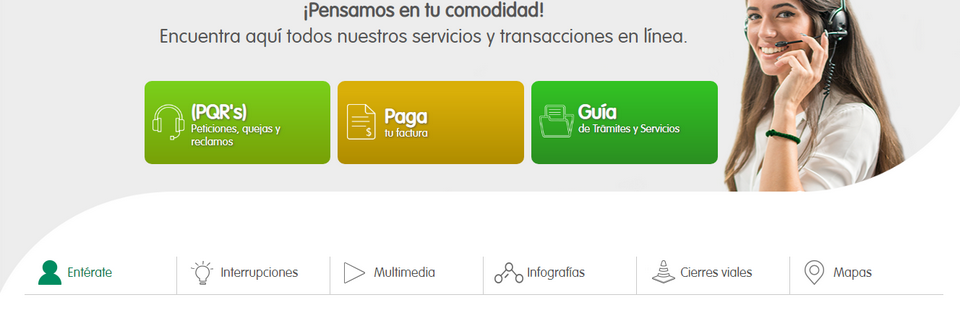 ¡Pensamos en tu comodidad!
Encuentra aquí todos nuestros servicios y transacciones en línea.
(PQR's)
Peticiones, quejas y
reclamos
$
Paga
tu factura
Guía
de Tràmites y Servicios
Entérate
Interrupciones
Multimedia
Infografías
Cierres viales
Mapas